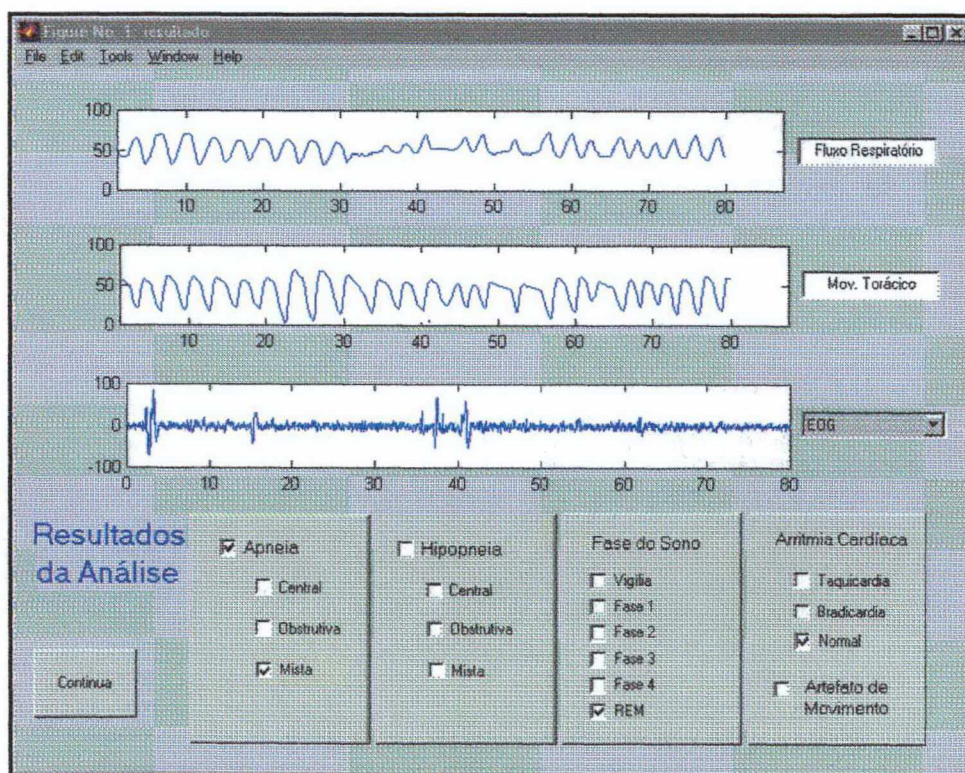 Figure No. 1: resultado
File Edit Tools Window Help
100
50
0
10 20 30 40 50 60 70 80
Fluxo Respiratório
100
50
0
10 20 30 40 50 60 70 80
Mov. Torácico
100
0
-100
0 10 20 30 40 50 60 70 80
EOG
Resultados
da Análise
Continua
Apneia
Central
Obstrutiva
Mista
Hipopneia
Central
Obstrutiva
Mista
Fase do Sono
Vigília
Fase 1
Fase 2
Fase 3
Fase 4
REM
Arritmia Cardíaca
Taquicardia
Bradicardia
Normal
Artefato de
Movimento